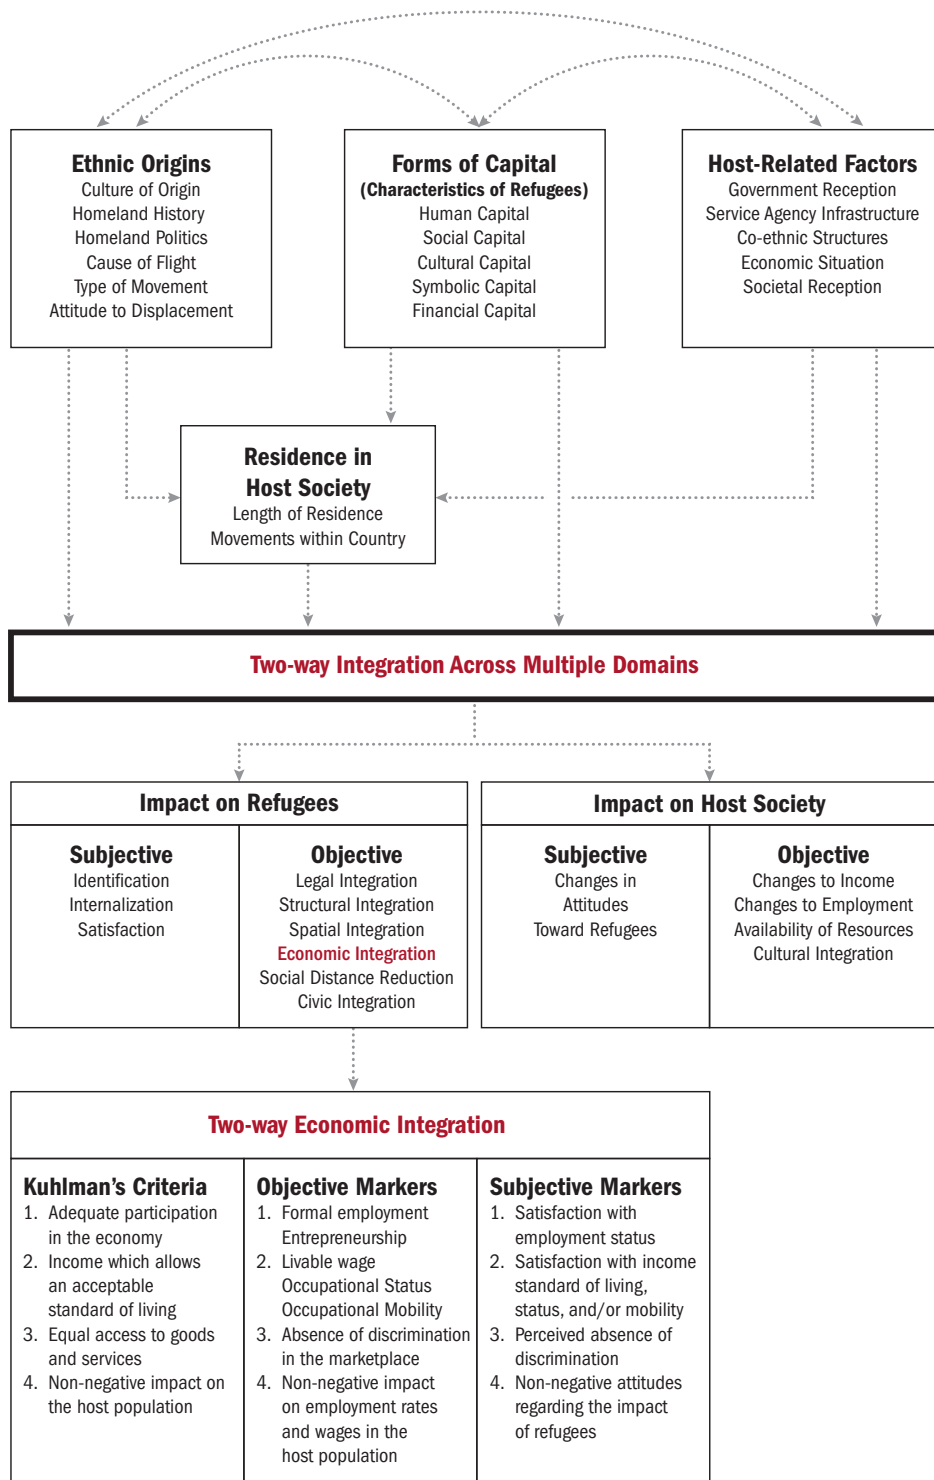 Ethnic Origins
Culture of Origin
Homeland History
Homeland Politics
Cause of Flight
Type of Movement
Attitude to Displacement
Forms of Capital
(Characteristics of Refugees)
Human Capital
Social Capital
Cultural Capital
Symbolic Capital
Financial Capital
Host-Related Factors
Government Reception
Service Agency Infrastructure
Co-ethnic Structures
Economic Situation
Societal Reception
Residence in
Host Society
Length of Residence
Movements within Country
Two-way Integration Across Multiple Domains
Impact on Refugees
Subjective
Identification
Internalization
Satisfaction
Objective
Legal Integration
Structural Integration
Spatial Integration
Economic Integration
Social Distance Reduction
Civic Integration
Impact on Host Society
Subjective
Changes in
Attitudes
Toward Refugees
Objective
Changes to Income
Changes to Employment
Availability of Resources
Cultural Integration
Two-way Economic Integration
Kuhlman's Criteria
1. Adequate participation
in the economy
2. Income which allows
an acceptable
standard of living
3. Equal access to goods
and services
4. Non-negative impact on
the host population
Objective Markers
1. Formal employment
Entrepreneurship
2. Livable wage
Occupational Status
Occupational Mobility
3. Absence of discrimination
in the marketplace
4. Non-negative impact
on employment rates
and wages in the
host population
Subjective Markers
1. Satisfaction with
employment status
2. Satisfaction with income
standard of living,
status, and/or mobility
3. Perceived absence of
discrimination
4. Non-negative attitudes
regarding the impact
of refugees